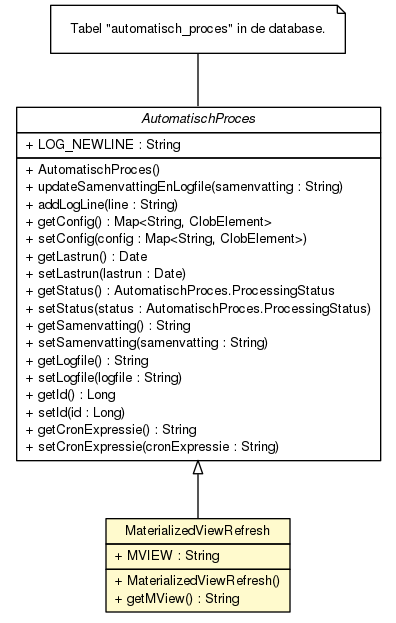 Tabel "automatisch_proces" in de database.
AutomatischProces
+ LOG_NEWLINE : String
+ AutomatischProces()
+ updateSamenvattingEnLogfile(samenvatting : String)
+ addLogLine(line : String)
+ getConfig() : Map<String, ClobElement>
+ setConfig(config : Map<String, ClobElement>)
+ getLastrun() : Date
+ setLastrun(lastrun : Date)
+ getStatus() : AutomatischProces.ProcessingStatus
+ setStatus(status : AutomatischProces.ProcessingStatus)
+ getSamenvatting() : String
+ setSamenvatting(samenvatting : String)
+ getLogfile() : String
+ setLogfile(logfile : String)
+ getId() : Long
+ setId(id : Long)
+ getCronExpressie() : String
+ setCronExpressie(cronExpressie : String)
MaterializedViewRefresh
+ MVIEW : String
+ MaterializedViewRefresh()
+ getMView() : String